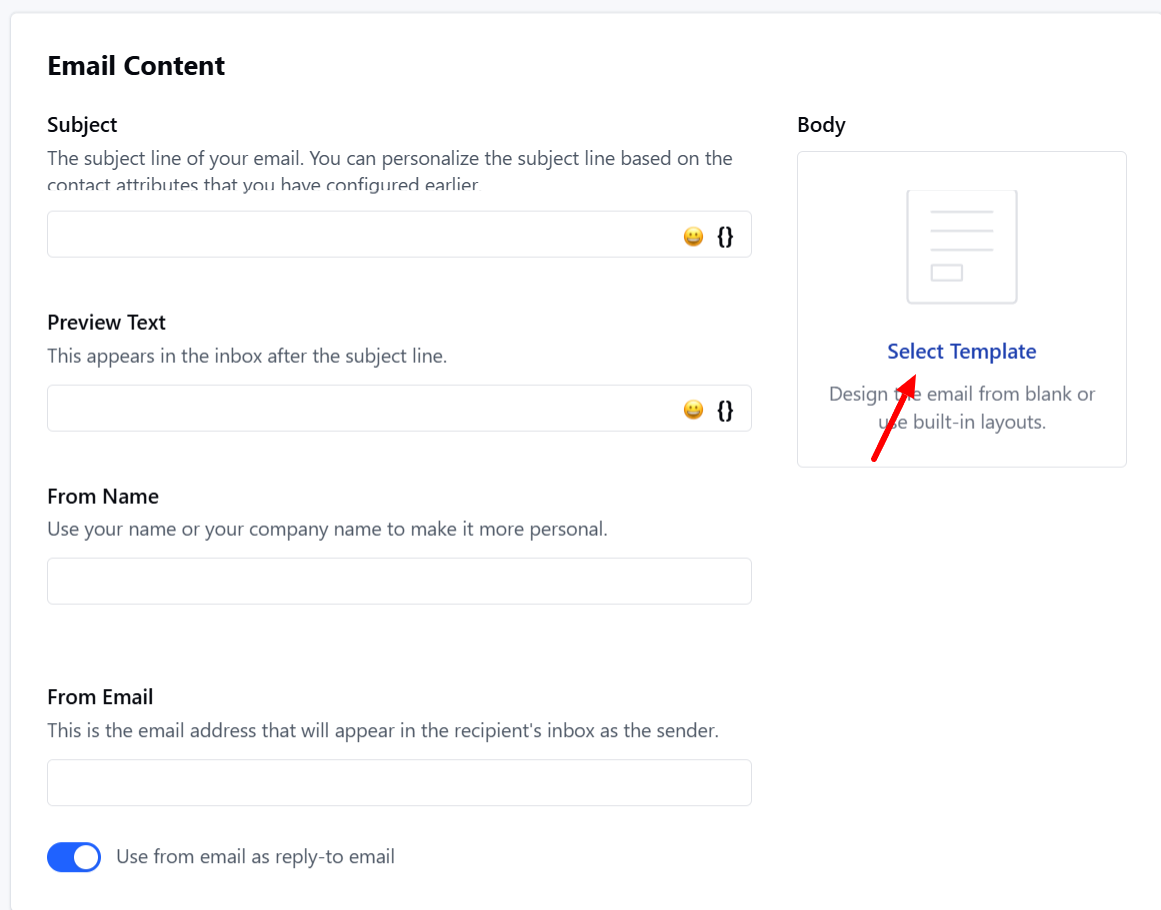 Email Content
Subject
The subject line of your email. You can personalize the subject line based on the
contact attributes that you have configured earlier
{}
Preview Text
This appears in the inbox after the subject line.
{}
From Name
Use your name or your company name to make it more personal.
From Email
This is the email address that will appear in the recipient's inbox as the sender.
Use from email as reply-to email
Body
Select Template
Design the email from blank or
use built-in layouts.